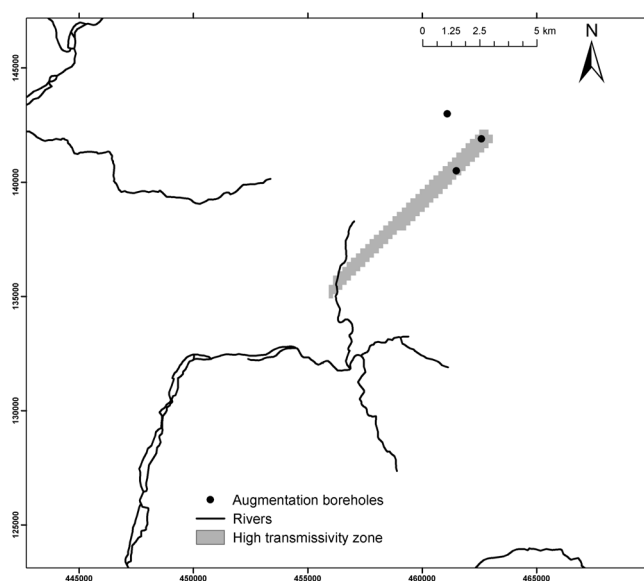 0 1.25 2.5 5 km
N
145000
140000
135000
130000
125000
Augmentation boreholes
Rivers
High transmissivity zone
445000 450000 455000 460000 465000